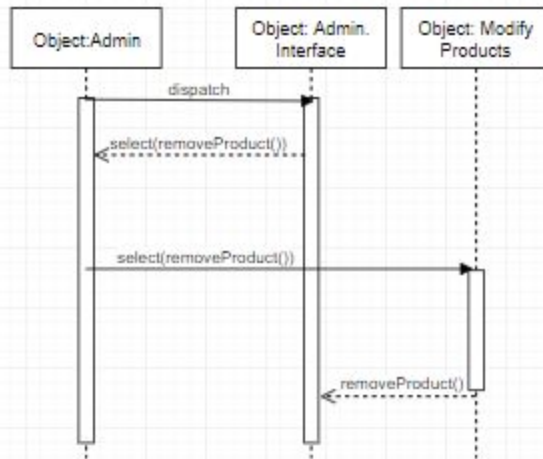 Object:Admin
Object: Admin.
Interface
Object: Modify
Products
dispatch
select(removeProduct())
select(removeProduct())
removeProduct()